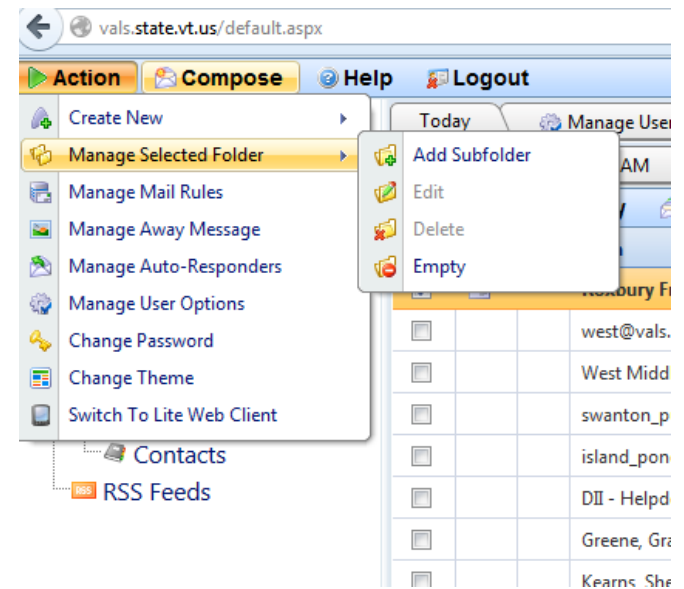 vals.state.vt.us/default.aspx
Action Compose Help Logout
Create New
Manage Selected Folder
Manage Mail Rules
Manage Away Message
Manage Auto-Responders
Manage User Options
Change Password
Change Theme
Switch To Lite Web Client
Contacts
RSS RSS Feeds
Add Subfolder
Edit
Delete
Empty
Today Manage User
AM
Roxbury F
west@vals.
West Midd
swanton_p
island_pon
DII - Helpd
Greene, Gra
Kearns, She